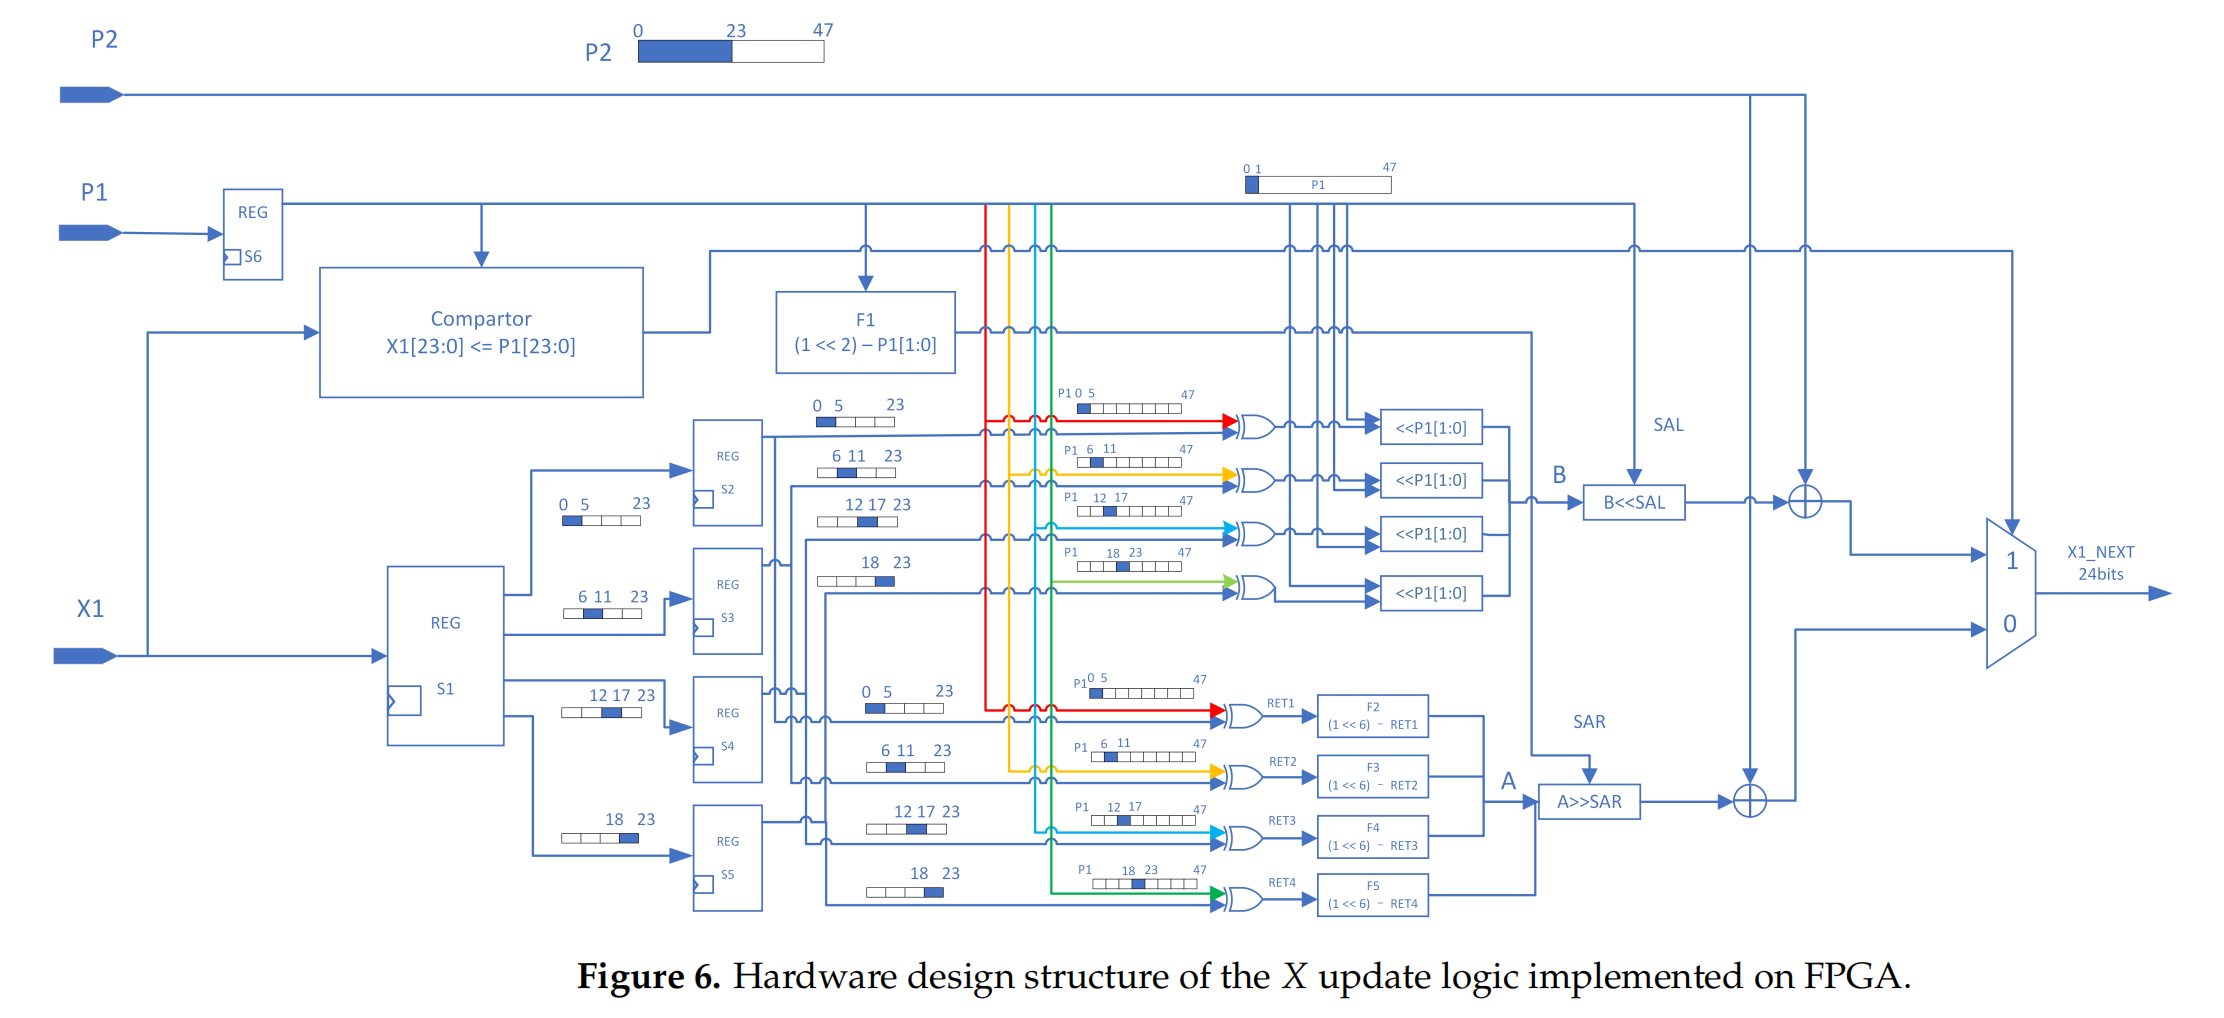 P2
P2
0 23 47
P1
REG
S6
0 1 47
P1
Compartor
X1[23:0] <= P1[23:0]
F1
(1 << 2) – P1[1:0]
X1
REG
S1
0 5 23
6 11 23
12 17 23
18 23
REG
S2
REG
S3
REG
S4
REG
S5
0 5 23
6 11 23
12 17 23
18 23
P1 0 5 47
P1 6 11 47
P1 12 17 47
P1 18 23 47
<<P1[1:0]
<<P1[1:0]
<<P1[1:0]
<<P1[1:0]
SAL
B
B<<SAL
0 5 23
6 11 23
12 17 23
18 23
P1 0 5 47
P1 6 11 47
P1 12 17 47
P1 18 23 47
RET1
RET2
RET3
RET4
F2
(1 << 6) – RET1
F3
(1 << 6) – RET2
F4
(1 << 6) – RET3
F5
(1 << 6) – RET4
SAR
A
A>>SAR
1
0
X1_NEXT
24bits
Figure 6. Hardware design structure of the X update logic implemented on FPGA.